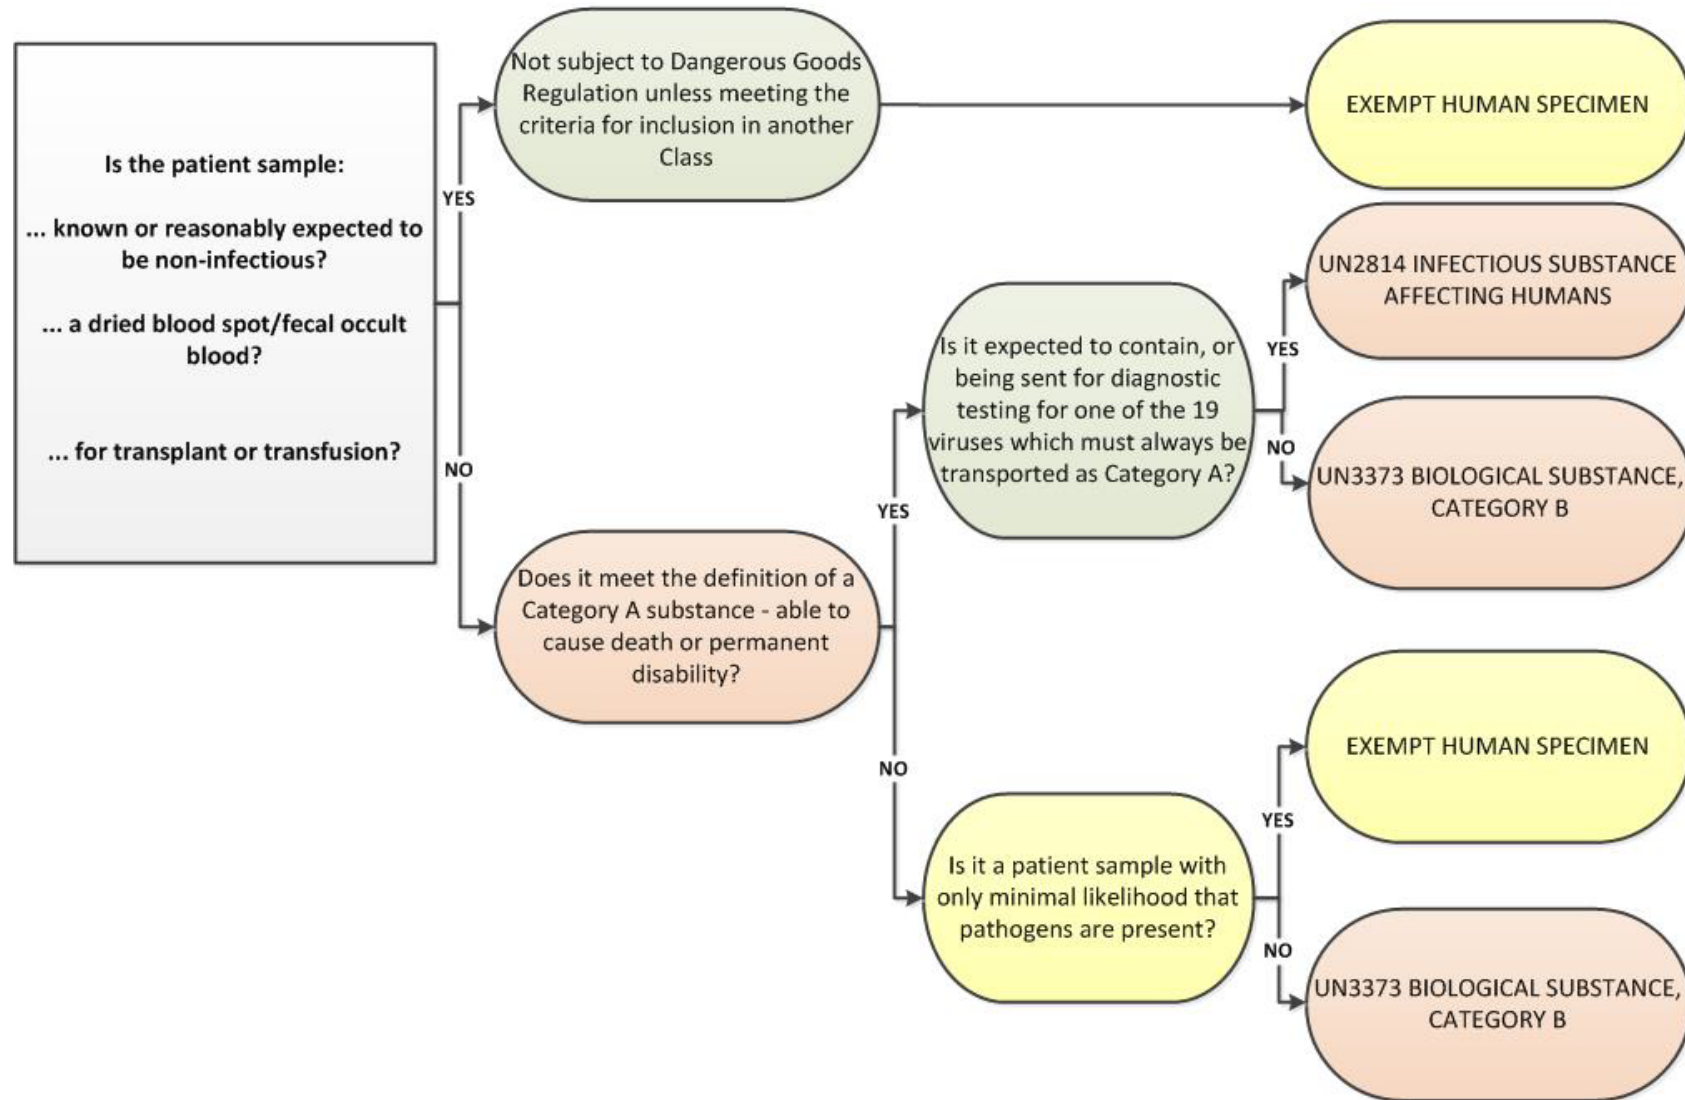 Is the patient sample:
... known or reasonably expected to
be non-infectious?
... a dried blood spot/fecal occult
blood?
... for transplant or transfusion?
YES
NO
Not subject to Dangerous Goods
Regulation unless meeting the
criteria for inclusion in another
Class
EXEMPT HUMAN SPECIMEN
Does it meet the definition of a
Category A substance - able to
cause death or permanent
disability?
YES
NO
Is it expected to contain, or
being sent for diagnostic
testing for one of the 19
viruses which must always be
transported as Category A?
YES
NO
UN2814 INFECTIOUS SUBSTANCE
AFFECTING HUMANS
UN3373 BIOLOGICAL SUBSTANCE,
CATEGORY B
Is it a patient sample with
only minimal likelihood that
pathogens are present?
YES
NO
EXEMPT HUMAN SPECIMEN
UN3373 BIOLOGICAL SUBSTANCE,
CATEGORY B